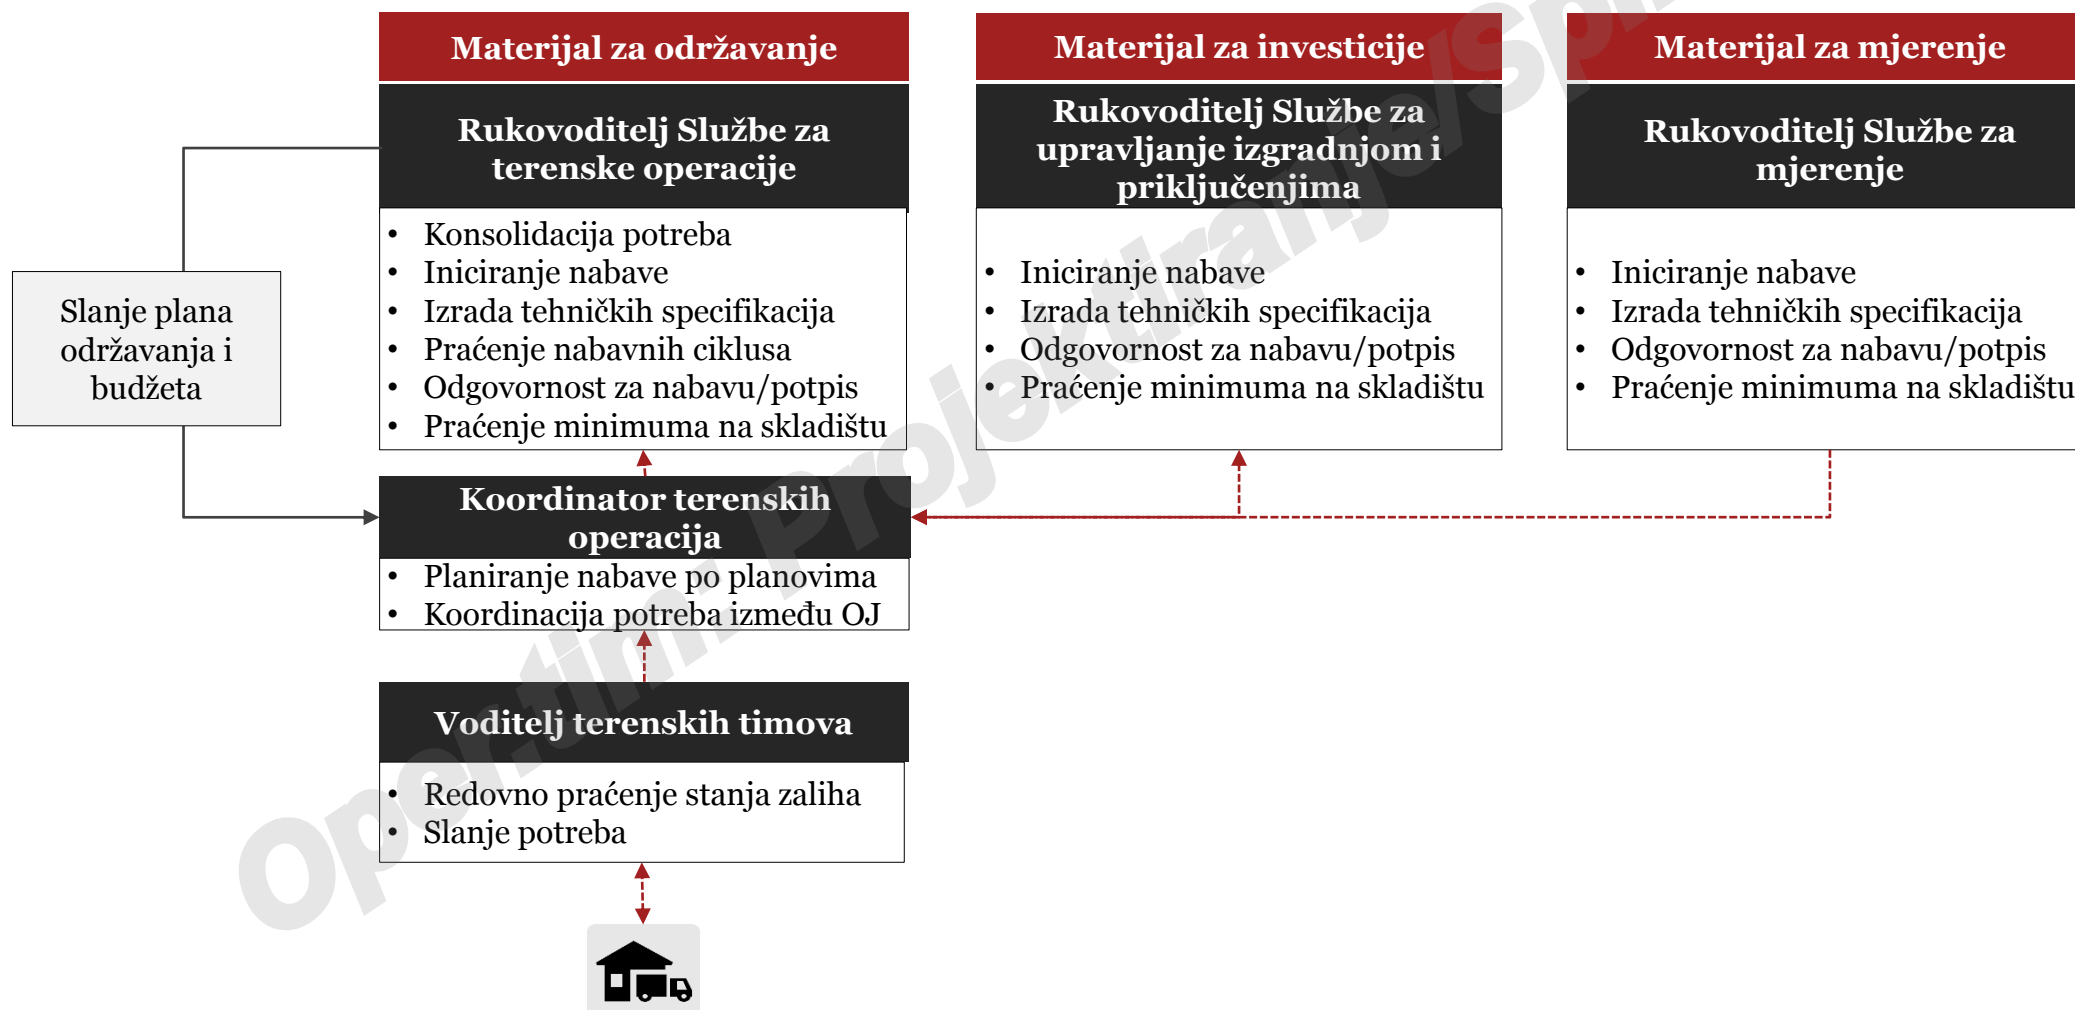 Materijal za održavanje
Rukovoditelj Službe za
terenske operacije
• Konsolidacija potreba
• Iniciranje nabave
• Izrada tehničkih specifikacija
• Praćenje nabavnih ciklusa
• Odgovornost za nabavu/potpis
• Praćenje minimuma na skladištu
Materijal za investicije
Rukovoditelj Službe za
upravljanje izgradnjom i
priključenjima
• Iniciranje nabave
• Izrada tehničkih specifikacija
• Odgovornost za nabavu/potpis
• Praćenje minimuma na skladištu
Materijal za mjerenje
Rukovoditelj Službe za
mjerenje
• Iniciranje nabave
• Izrada tehničkih specifikacija
• Odgovornost za nabavu/potpis
• Praćenje minimuma na skladištu
Slanje plana
održavanja i
budžeta
Koordinator terenskih
operacija
• Planiranje nabave po planovima
• Koordinacija potreba između OJ
Voditelj terenskih timova
• Redovno praćenje stanja zaliha
• Slanje potreba
Oper.tim: Projektiranje/